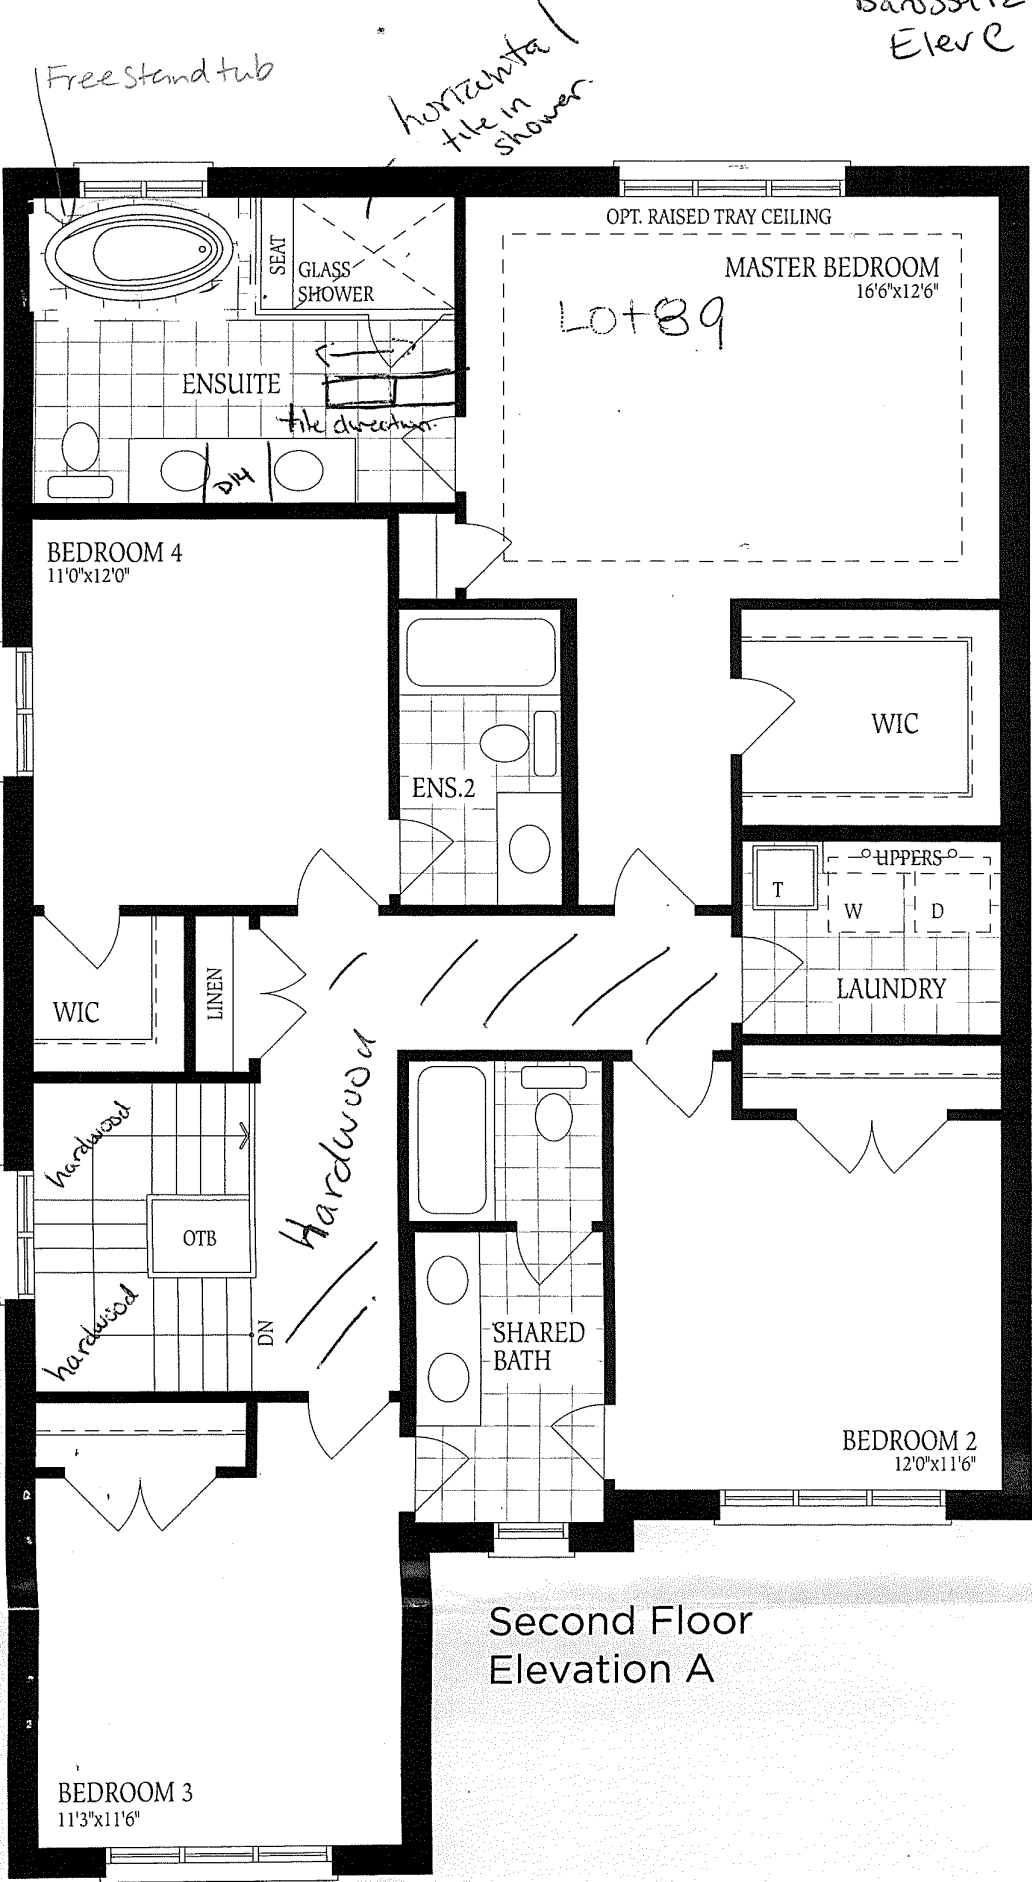 Elev C
Free Stand tub
horizonta
tile in
shower.
OPT. RAISED TRAY CEILING
MASTER BEDROOM
16'6"x12'6"
Lot 89
SEAT
GLASS
SHOWER
ENSUITE
tile direction.
D14
BEDROOM 4
11'0"x12'0"
WIC
ENS.2
UPPERS
T
W
D
LAUNDRY
WIC
LINEN
Hardwood
hardwood
OTB
hardwood
DN
SHARED
BATH
BEDROOM 2
12'0"x11'6"
Second Floor
Elevation A
BEDROOM 3
11'3"x11'6"